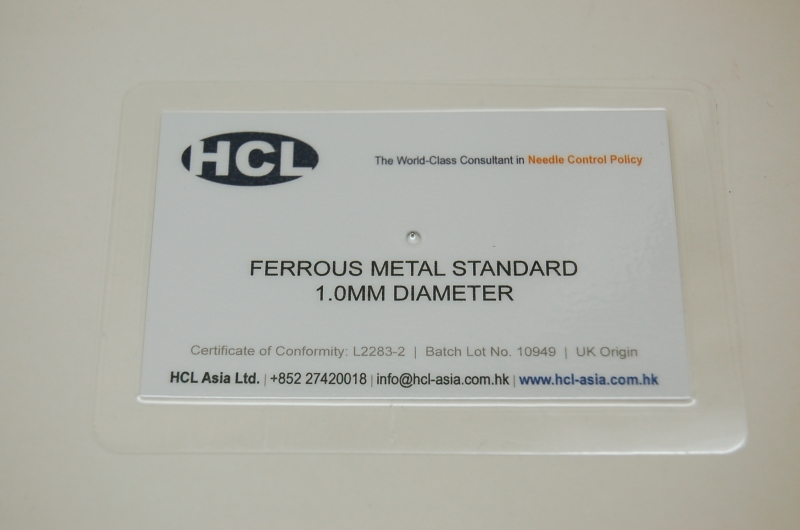 HCL
The World-Class Consultant in Needle Control Policy
FERROUS METAL STANDARD
1.0MM DIAMETER
Certificate of Conformity: L2283-2 | Batch Lot No. 10949 | UK Origin
HCL Asia Ltd. | +852 27420018 | info@hcl-asia.com.hk | www.hcl-asia.com.hk